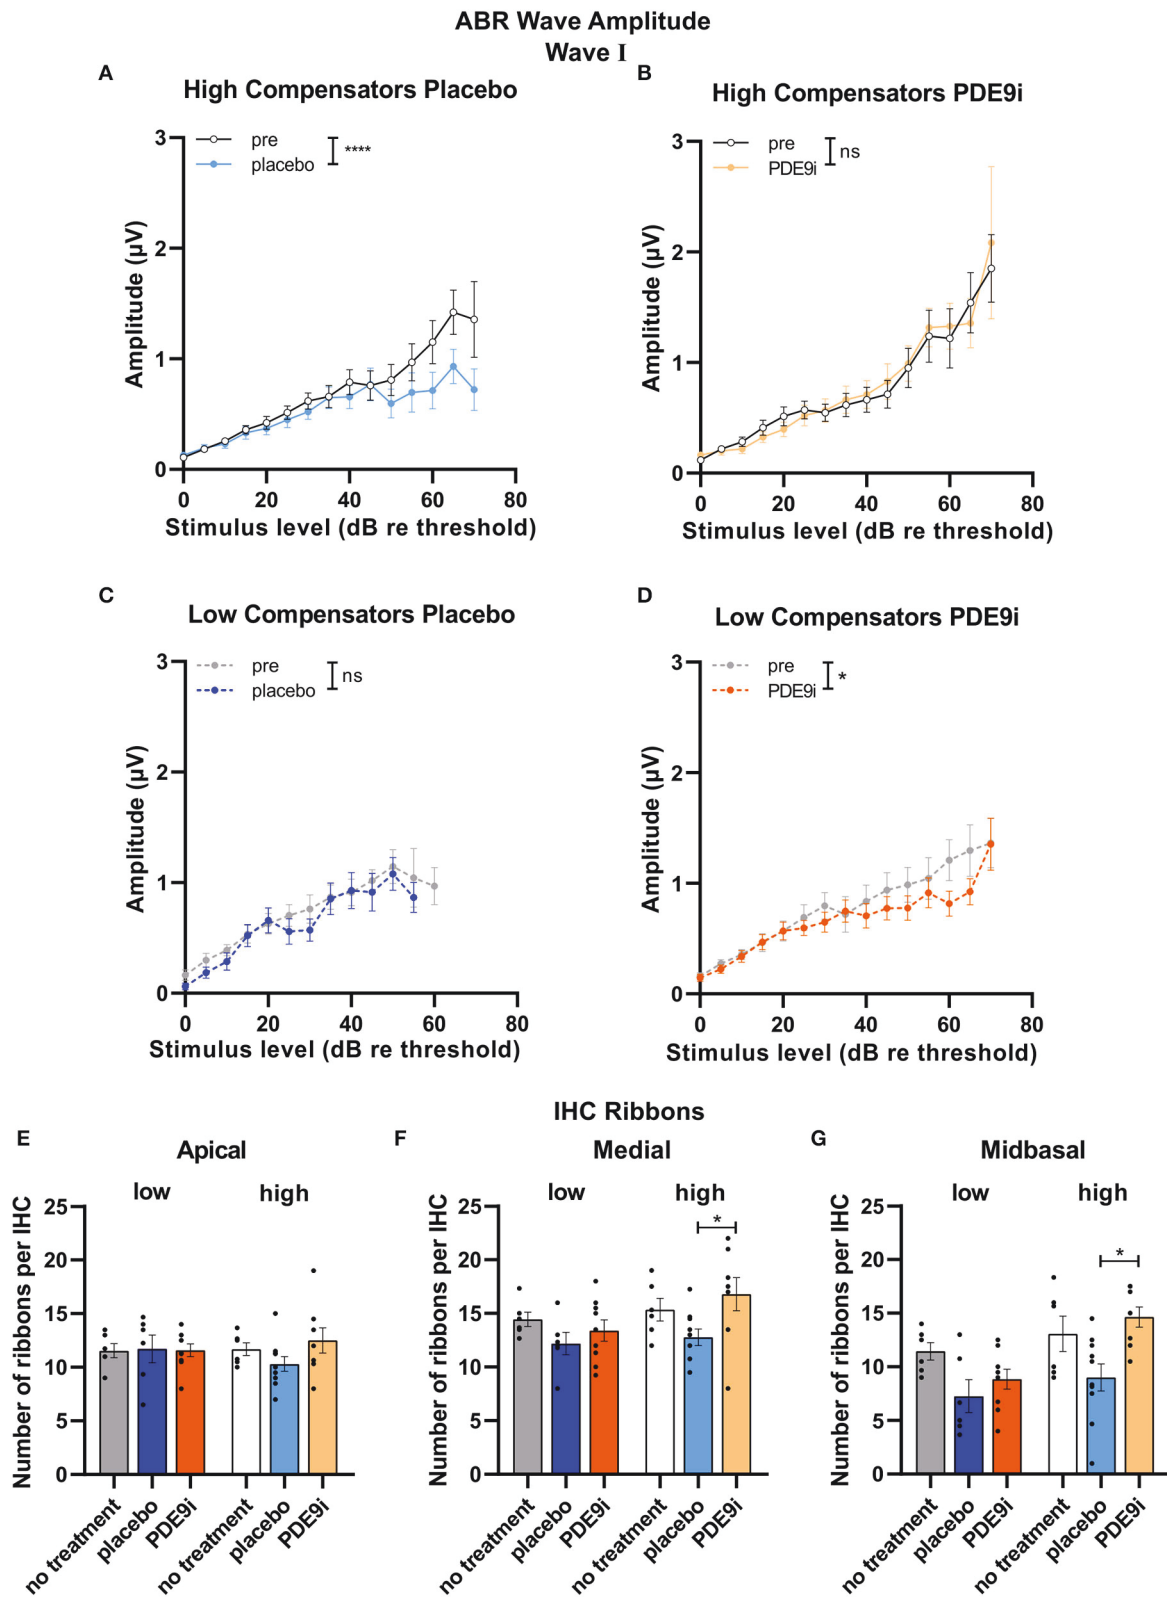 ABR Wave Amplitude
Wave I
A
High Compensators Placebo
pre
placebo
****
3
2
1
0
Amplitude (µV)
0 20 40 60 80
Stimulus level (dB re threshold)
B
High Compensators PDE9i
pre
PDE9i
ns
3
2
1
0
Amplitude (µV)
0 20 40 60 80
Stimulus level (dB re threshold)
C
Low Compensators Placebo
pre
placebo
ns
3
2
1
0
Amplitude (µV)
0 20 40 60 80
Stimulus level (dB re threshold)
D
Low Compensators PDE9i
pre
PDE9i
*
3
2
1
0
Amplitude (µV)
0 20 40 60 80
Stimulus level (dB re threshold)
IHC Ribbons
E
Apical
low high
Number of ribbons per IHC
25
20
15
10
5
0
no treatment
placebo
PDE9i
no treatment
placebo
PDE9i
F
Medial
low high
*
Number of ribbons per IHC
25
20
15
10
5
0
no treatment
placebo
PDE9i
no treatment
placebo
PDE9i
G
Midbasal
low high
*
Number of ribbons per IHC
25
20
15
10
5
0
no treatment
placebo
PDE9i
no treatment
placebo
PDE9i